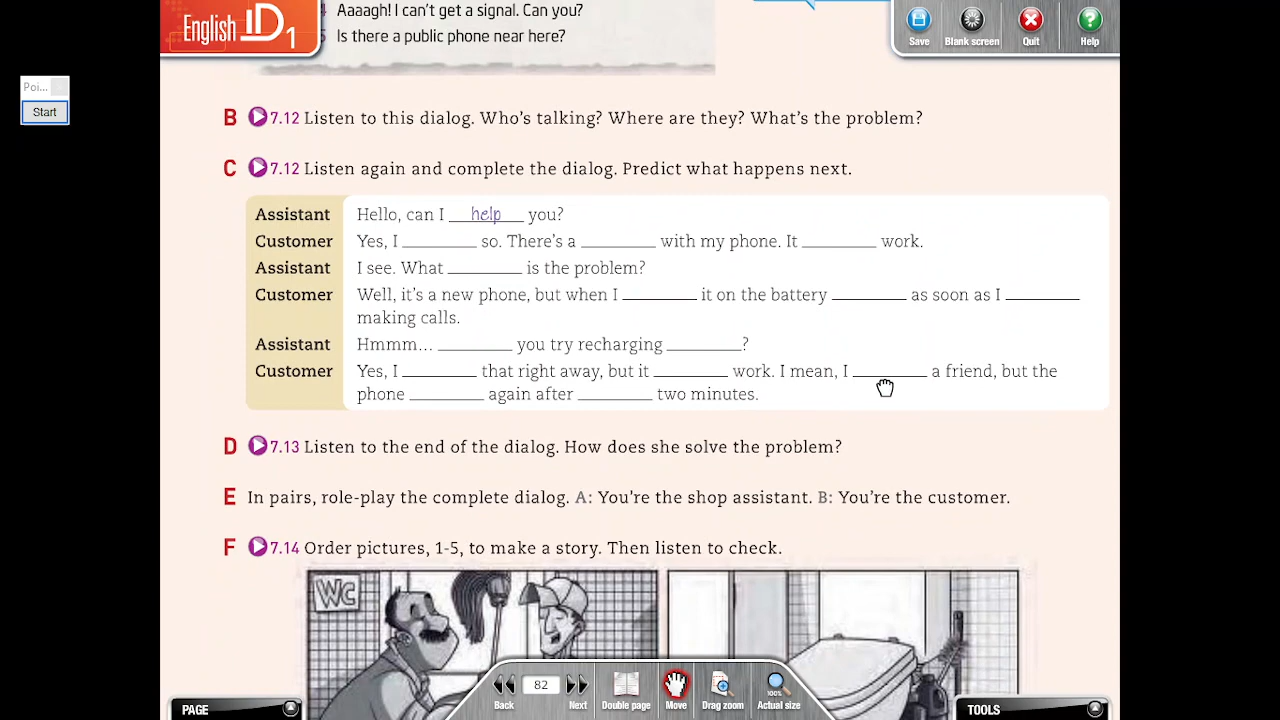 English ID 1
Aaaagh! I can't get a signal. Can you?
Is there a public phone near here?
Save Blank screen Quit Help
Poi...
Start
B 7.12 Listen to this dialog. Who's talking? Where are they? What's the problem?
C 7.12 Listen again and complete the dialog. Predict what happens next.
Assistant Hello, can I help you?
Customer Yes, I ________ so. There's a ________ with my phone. It ________ work.
Assistant I see. What ________ is the problem?
Customer Well, it's a new phone, but when I ________ it on the battery ________ as soon as I ________
making calls.
Assistant Hmmm... ________ you try recharging ________?
Customer Yes, I ________ that right away, but it ________ work. I mean, I ________ a friend, but the
phone ________ again after ________ two minutes.
D 7.13 Listen to the end of the dialog. How does she solve the problem?
E In pairs, role-play the complete dialog. A: You're the shop assistant. B: You're the customer.
F 7.14 Order pictures, 1-5, to make a story. Then listen to check.
WC
82
Back Next Double page Move Drag zoom 100% Actual size
PAGE
TOOLS